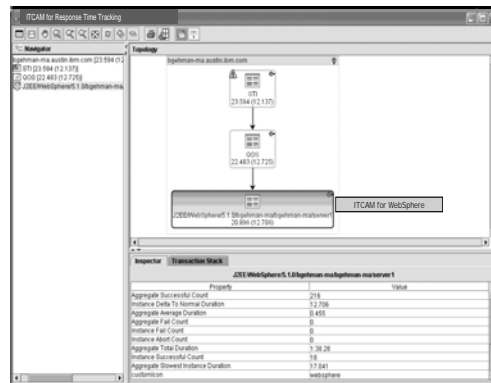 ITCAM for Response Time Tracking
Navigator
bgehman-ma.austin.ibm.com [23.594 (12
STI [23.594 (12.137)]
QOS [22.483 (12.725)]
J2EE/WebSphere/5.1.0/bgehman-ma
Topology
bgehman-ma.austin.ibm.com
STI
23.594 (12.137)
QOS
22.483 (12.725)
J2EE/WebSphere/5.1.0/bgehman-ma/bgehman-ma/server1
20.896 (12.706)
ITCAM for WebSphere
Inspector Transaction Stack
J2EE/WebSphere/5.1.0/bgehman-ma/bgehman-ma/server1
Property Value
Aggregate Successful Count 216
Instance Delta To Normal Duration 12.706
Aggregate Average Duration 0.455
Aggregate Fail Count 0
Instance Fail Count 0
Instance Abort Count 0
Aggregate Total Duration 1:38.28
Instance Successful Count 18
Aggregate Slowest Instance Duration 17.041
customIcon websphere